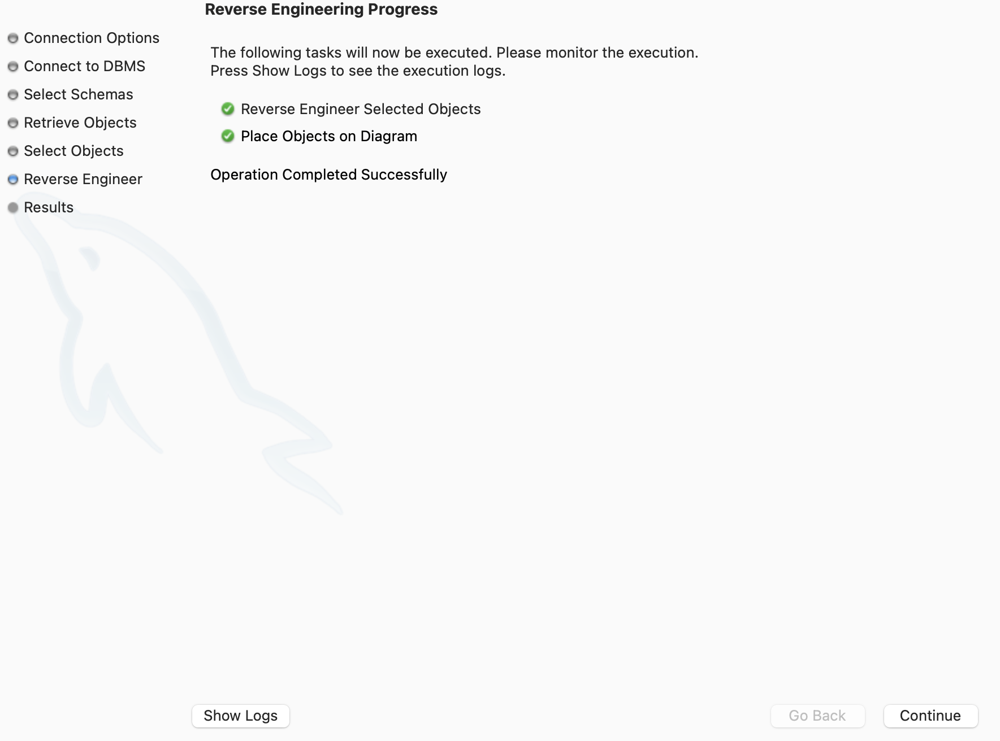 Reverse Engineering Progress
Connection Options
Connect to DBMS
Select Schemas
Retrieve Objects
Select Objects
Reverse Engineer
Results
The following tasks will now be executed. Please monitor the execution.
Press Show Logs to see the execution logs.
Reverse Engineer Selected Objects
Place Objects on Diagram
Operation Completed Successfully
Show Logs
Go Back
Continue